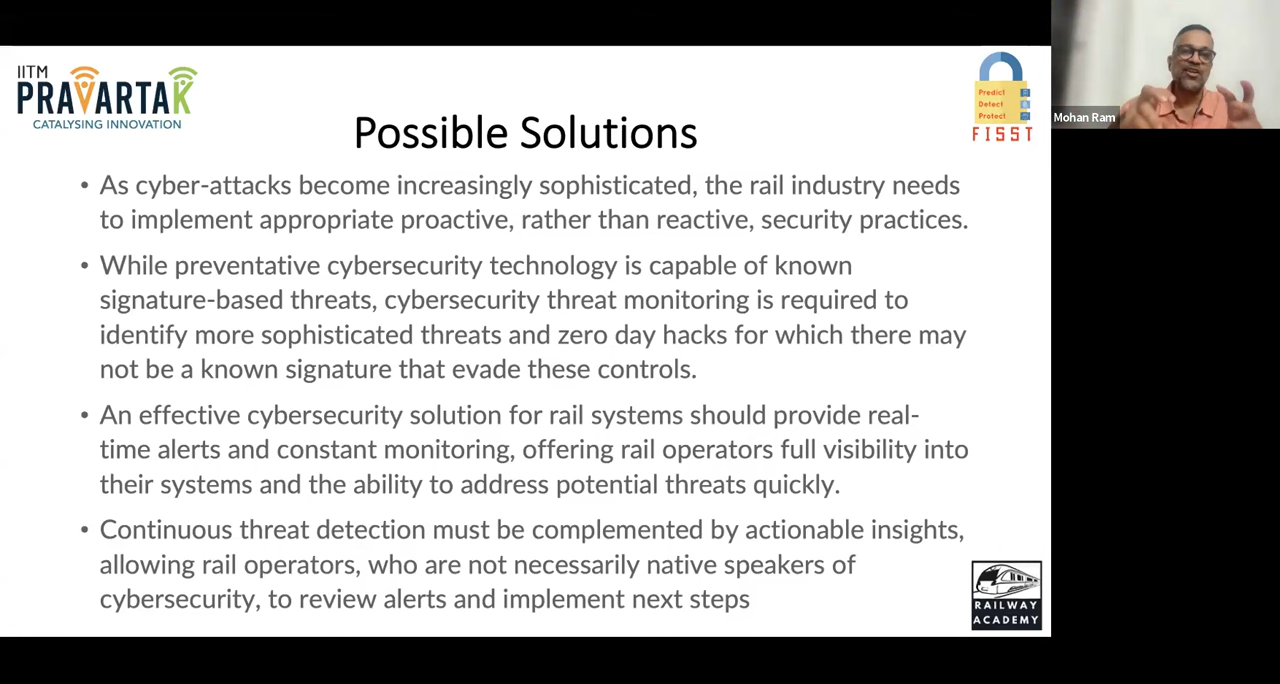 IITM
PRAVARTAK
CATALYSING INNOVATION
Predict
Detect
Protect
FISST
Mohan Ram
Possible Solutions
• As cyber-attacks become increasingly sophisticated, the rail industry needs
to implement appropriate proactive, rather than reactive, security practices.
• While preventative cybersecurity technology is capable of known
signature-based threats, cybersecurity threat monitoring is required to
identify more sophisticated threats and zero day hacks for which there may
not be a known signature that evade these controls.
• An effective cybersecurity solution for rail systems should provide real-
time alerts and constant monitoring, offering rail operators full visibility into
their systems and the ability to address potential threats quickly.
• Continuous threat detection must be complemented by actionable insights,
allowing rail operators, who are not necessarily native speakers of
cybersecurity, to review alerts and implement next steps
RAILWAY
ACADEMY